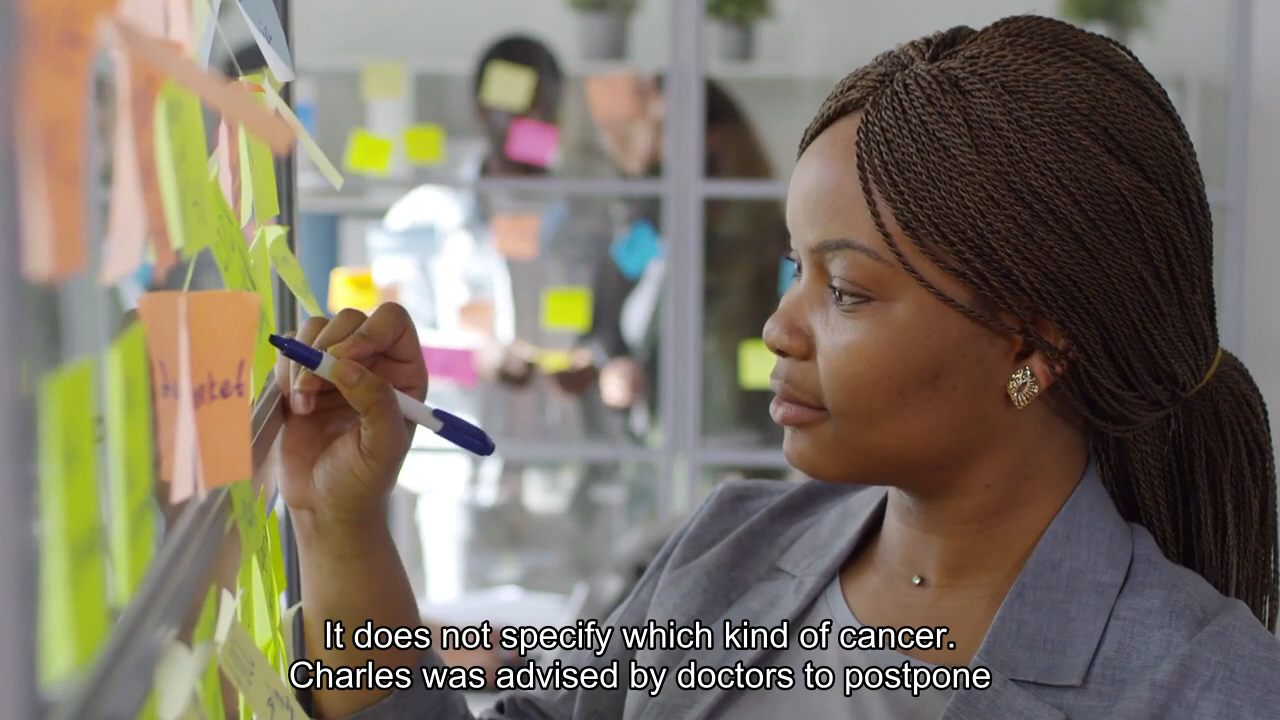 It does not specify which kind of cancer.
Charles was advised by doctors to postpone